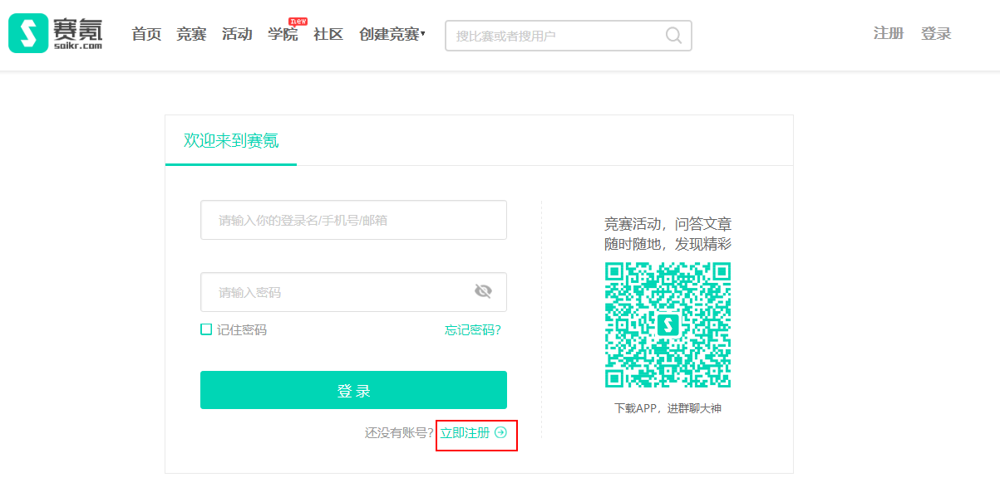 赛氪
saikr.com
首页 竞赛 活动 学院 new 社区 创建竞赛▾
搜比赛或者搜用户
注册 登录
欢迎来到赛氪
请输入你的登录名/手机号/邮箱
请输入密码
记住密码 忘记密码?
登 录
还没有账号? 立即注册
竞赛活动，问答文章
随时随地，发现精彩
下载APP，进群聊大神